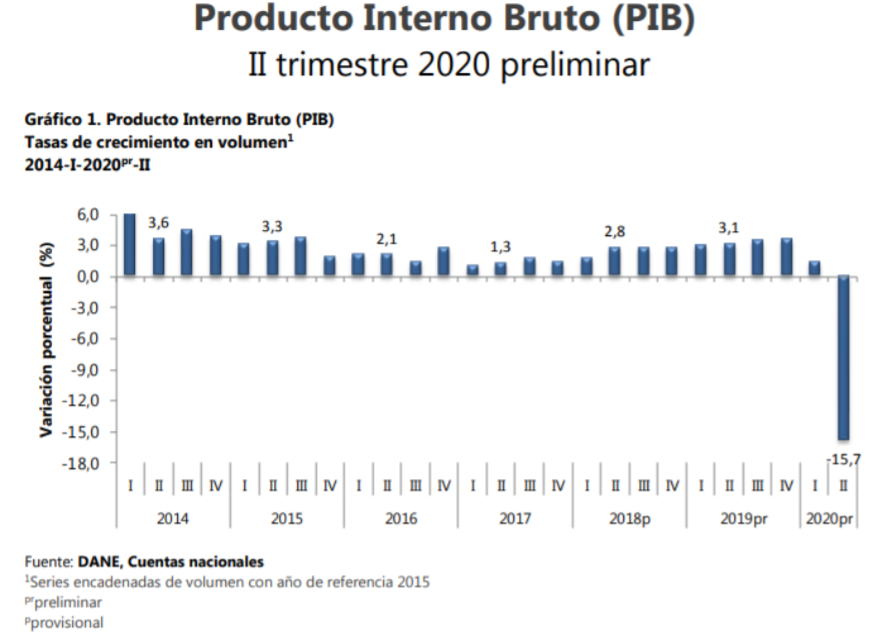 Producto Interno Bruto (PIB)
II trimestre 2020 preliminar
Gráfico 1. Producto Interno Bruto (PIB)
Tasas de crecimiento en volumen¹
2014-I-2020ᵖʳ-II
Variación porcentual (%)
6,0
3,0
0,0
-3,0
-6,0
-9,0
-12,0
-15,0
-18,0
3,6 3,3 2,1 1,3 2,8 3,1 -15,7
I II III IV I II III IV I II III IV I II III IV I II III IV I II III IV I II
2014 2015 2016 2017 2018p 2019pr 2020pr
Fuente: DANE, Cuentas nacionales
¹Series encadenadas de volumen con año de referencia 2015
ᵖʳpreliminar
ᵖprovisional